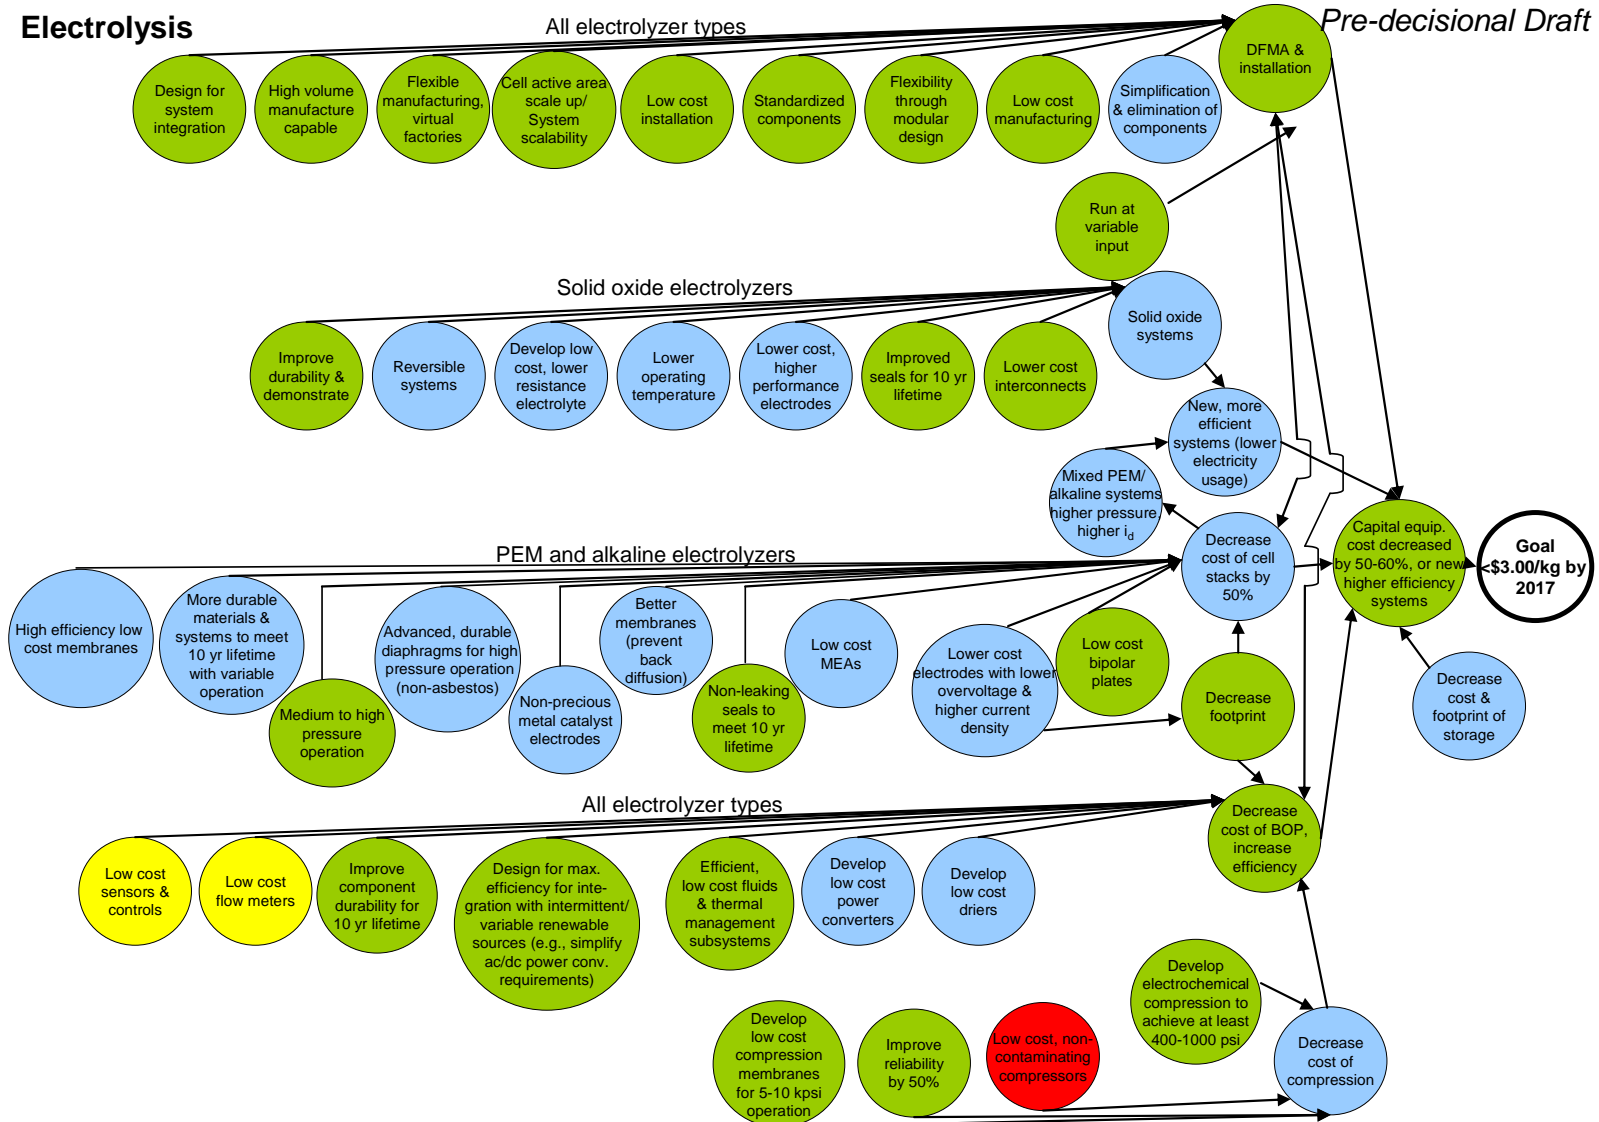 Electrolysis
All electrolyzer types
Pre-decisional Draft
Design for
system
integration
High volume
manufacture
capable
Flexible
manufacturing,
virtual
factories
Cell active area
scale up/
System
scalability
Low cost
installation
Standardized
components
Flexibility
through
modular
design
Low cost
manufacturing
Simplification
& elimination of
components
DFMA &
installation
Run at
variable
input
Solid oxide electrolyzers
Improve
durability &
demonstrate
Reversible
systems
Develop low
cost, lower
resistance
electrolyte
Lower
operating
temperature
Lower cost,
higher
performance
electrodes
Improved
seals for 10 yr
lifetime
Lower cost
interconnects
Solid oxide
systems
New, more
efficient
systems (lower
electricity
usage)
Mixed PEM/
alkaline systems
higher pressure,
higher id
PEM and alkaline electrolyzers
High efficiency low
cost membranes
More durable
materials &
systems to meet
10 yr lifetime
with variable
operation
Medium to high
pressure
operation
Advanced, durable
diaphragms for high
pressure operation
(non-asbestos)
Non-precious
metal catalyst
electrodes
Better
membranes
(prevent
back
diffusion)
Non-leaking
seals to
meet 10 yr
lifetime
Low cost
MEAs
Lower cost
electrodes with lower
overvoltage &
higher current
density
Low cost
bipolar
plates
Decrease
cost of cell
stacks by
50%
Decrease
footprint
Capital equip.
cost decreased
by 50-60%, or new
higher efficiency
systems
Goal
<$3.00/kg by
2017
Decrease
cost &
footprint of
storage
All electrolyzer types
Low cost
sensors &
controls
Low cost
flow meters
Improve
component
durability for
10 yr lifetime
Design for max.
efficiency for inte-
gration with intermittent/
variable renewable
sources (e.g., simplify
ac/dc power conv.
requirements)
Efficient,
low cost fluids
& thermal
management
subsystems
Develop
low cost
power
converters
Develop
low cost
driers
Decrease
cost of BOP,
increase
efficiency
Develop
low cost
compression
membranes
for 5-10 kpsi
operation
Improve
reliability
by 50%
Low cost, non-
contaminating
compressors
Develop
electrochemical
compression to
achieve at least
400-1000 psi
Decrease
cost of
compression